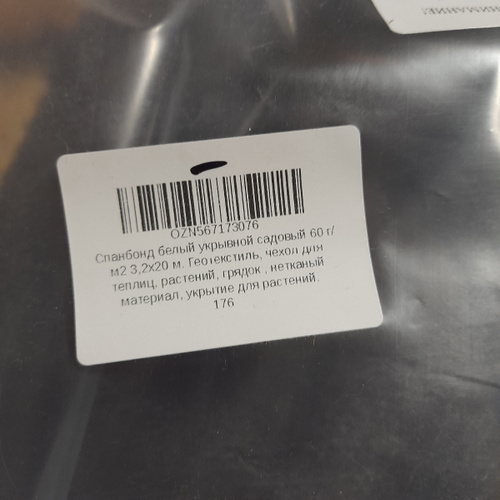 OZN567173076
Спанбонд белый укрывной садовый 60 г/
м2 3,2х20 м. Геотекстиль, чехол для
теплиц, растений, грядок , нетканый
материал, укрытие для растений.
176